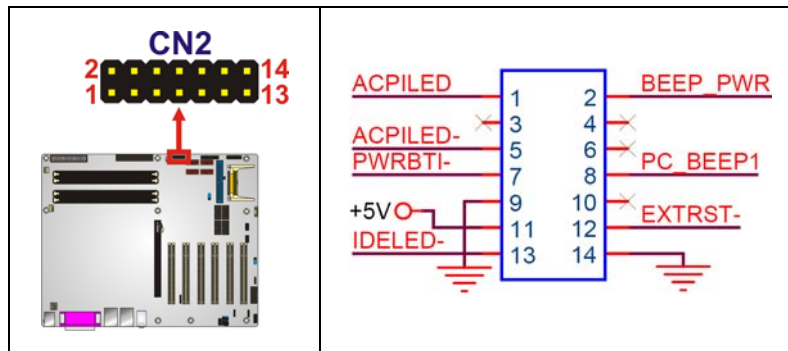 CN2
2 14
1 13
ACPILED 1 2 BEEP_PWR
3 4
ACPILED- 5 6
PWRBTI- 7 8 PC_BEEP1
9 10
+5V 11 12 EXTRST-
IDELED- 13 14